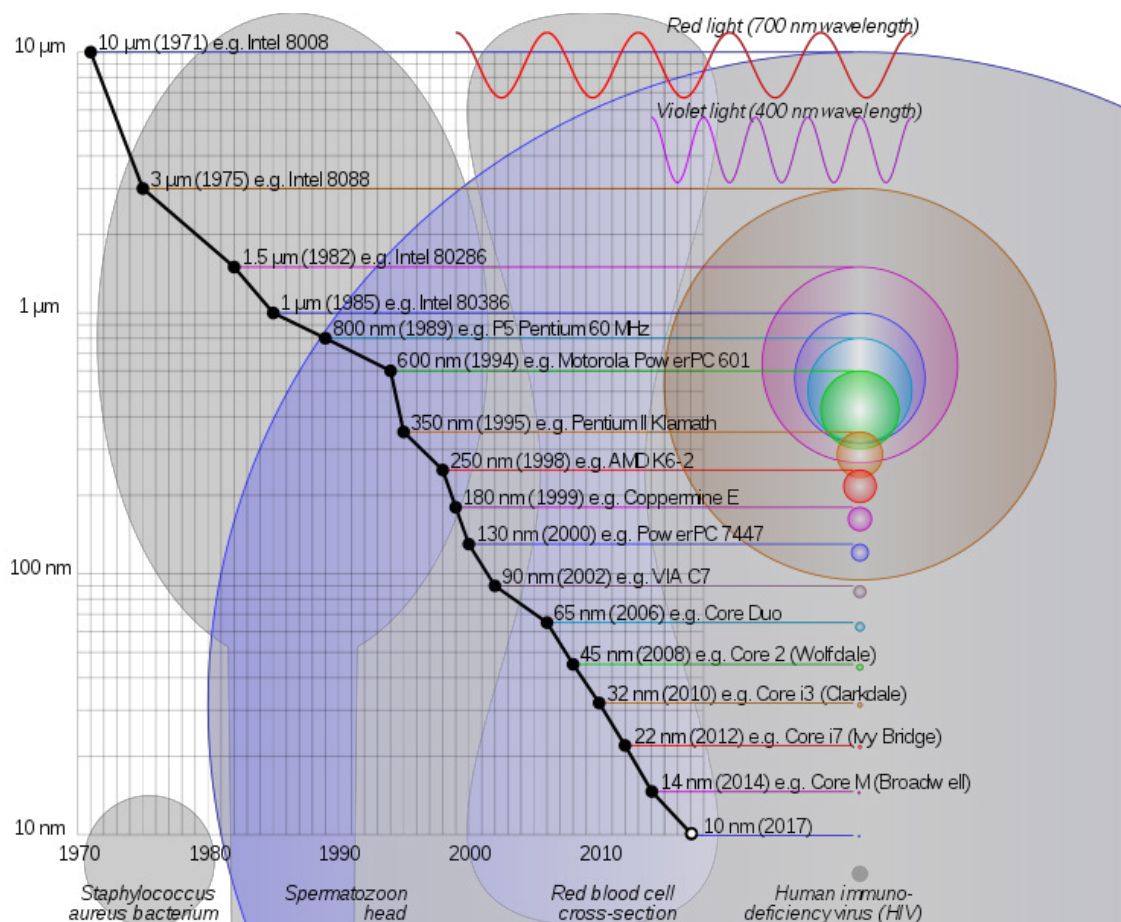 Red light (700 nm wavelength)
10 µm
10 µm (1971) e.g. Intel 8008
Violet light (400 nm wavelength)
3 µm (1975) e.g. Intel 8088
1.5 µm (1982) e.g. Intel 80286
1 µm
1 µm (1985) e.g. Intel 80386
800 nm (1989) e.g. P5 Pentium 60 MHz
600 nm (1994) e.g. Motorola PowerPC 601
350 nm (1995) e.g. Pentium II Klamath
250 nm (1998) e.g. AMD K6-2
180 nm (1999) e.g. Coppermine E
130 nm (2000) e.g. PowerPC 7447
100 nm
90 nm (2002) e.g. VIA C7
65 nm (2006) e.g. Core Duo
45 nm (2008) e.g. Core 2 (Wolfdale)
32 nm (2010) e.g. Core i3 (Clarkdale)
22 nm (2012) e.g. Core i7 (Ivy Bridge)
14 nm (2014) e.g. Core M (Broadwell)
10 nm
10 nm (2017)
1970 1980 1990 2000 2010
Staphylococcus
aureus bacterium
Spermatozoon
head
Red blood cell
cross-section
Human immuno-
deficiency virus (HIV)